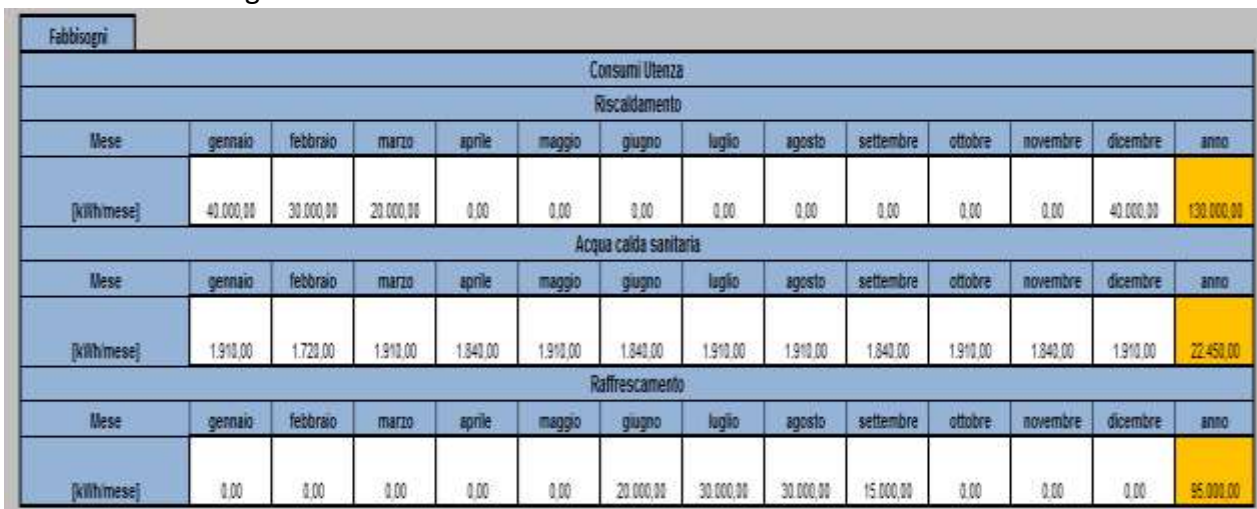 Fabbisogni
Consumi Utenza
Riscaldamento
Mese gennaio febbraio marzo aprile maggio giugno luglio agosto settembre ottobre novembre dicembre anno
[kWh/mese] 40.000,00 30.000,00 20.000,00 0,00 0,00 0,00 0,00 0,00 0,00 0,00 0,00 40.000,00 130.000,00
Acqua calda sanitaria
Mese gennaio febbraio marzo aprile maggio giugno luglio agosto settembre ottobre novembre dicembre anno
[kWh/mese] 1.910,00 1.720,00 1.910,00 1.840,00 1.910,00 1.840,00 1.910,00 1.910,00 1.840,00 1.910,00 1.840,00 1.910,00 22.450,00
Raffrescamento
Mese gennaio febbraio marzo aprile maggio giugno luglio agosto settembre ottobre novembre dicembre anno
[kWh/mese] 0,00 0,00 0,00 0,00 0,00 20.000,00 30.000,00 30.000,00 15.000,00 0,00 0,00 0,00 95.000,00